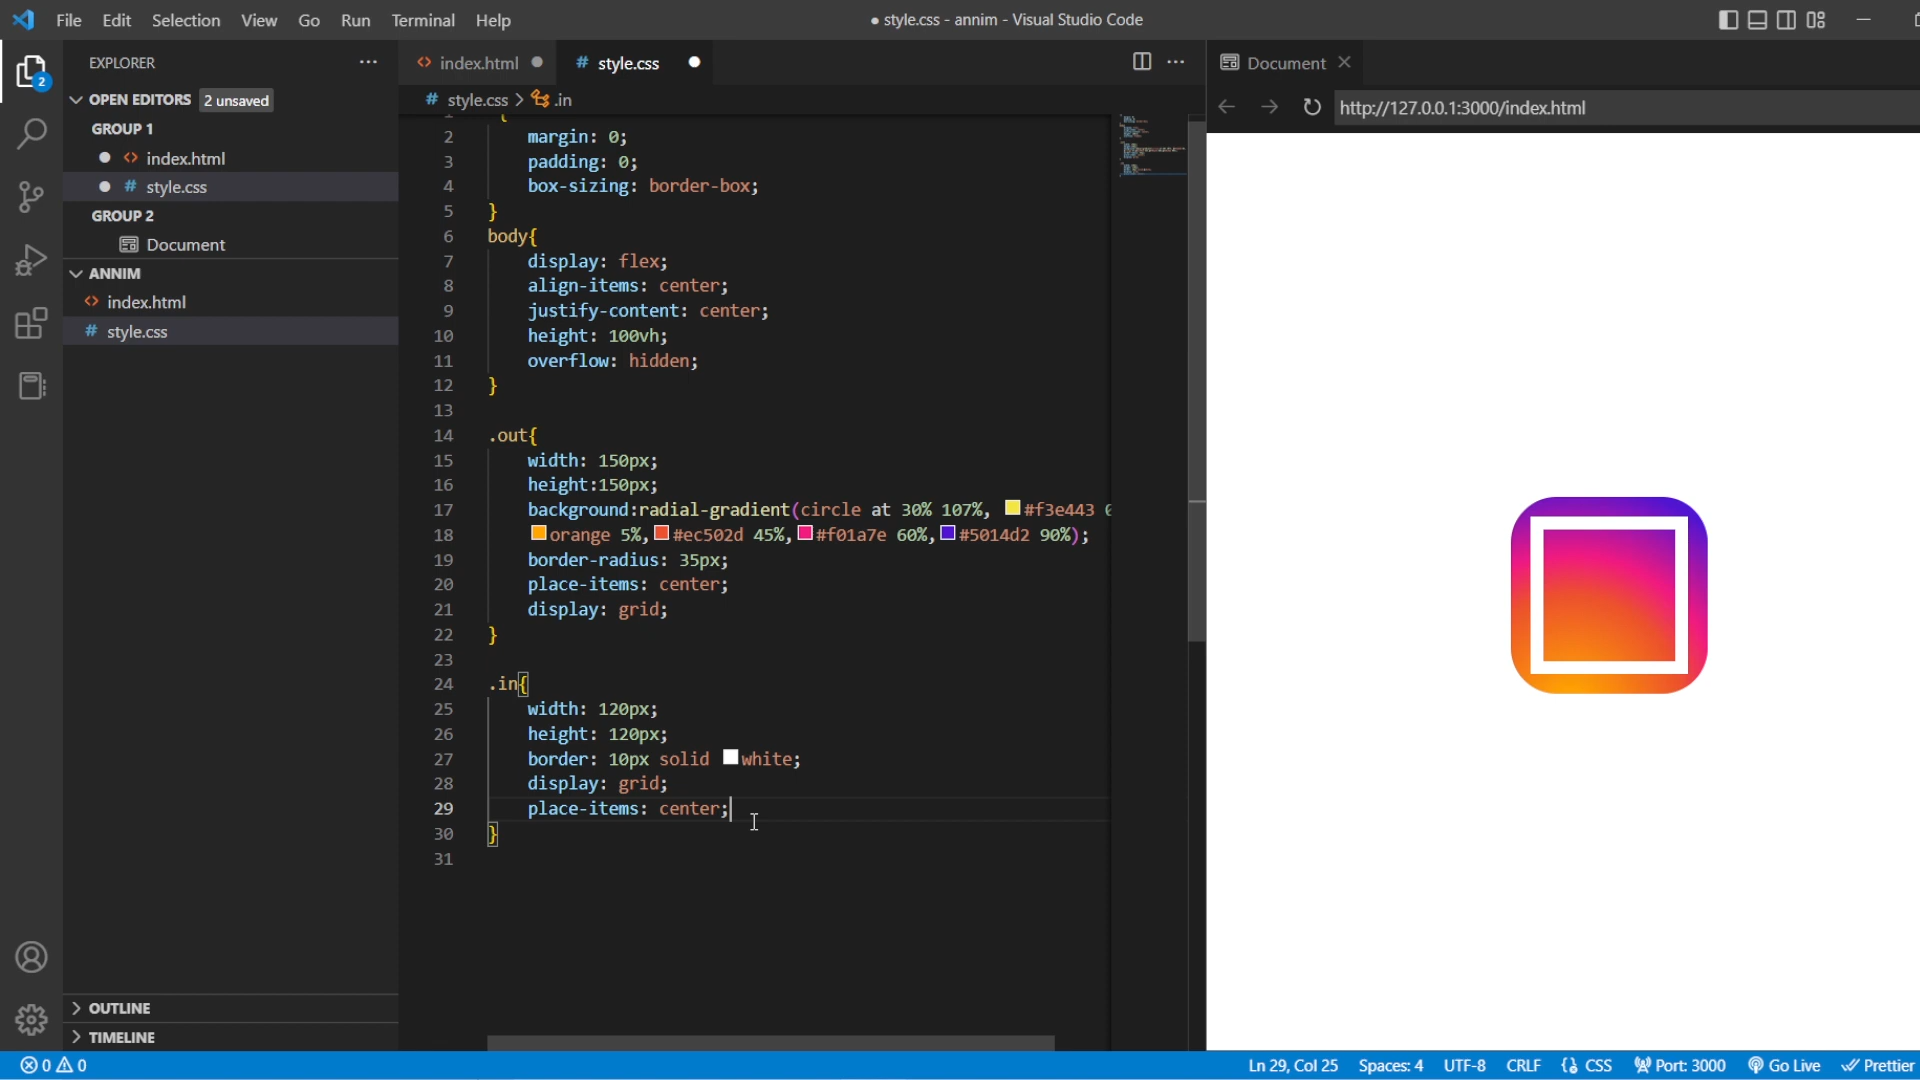 File Edit Selection View Go Run Terminal Help
● style.css - annim - Visual Studio Code
EXPLORER
OPEN EDITORS 2 unsaved
GROUP 1
index.html
style.css
GROUP 2
Document
ANNIM
index.html
style.css
OUTLINE
TIMELINE
2
<> index.html
# style.css
# style.css > .in
2 margin: 0;
3 padding: 0;
4 box-sizing: border-box;
5 }
6 body{
7 display: flex;
8 align-items: center;
9 justify-content: center;
10 height: 100vh;
11 overflow: hidden;
12 }
13
14 .out{
15 width: 150px;
16 height:150px;
17 background:radial-gradient(circle at 30% 107%, #f3e443
18 orange 5%,#ec502d 45%,#f01a7e 60%,#5014d2 90%);
19 border-radius: 35px;
20 place-items: center;
21 display: grid;
22 }
23
24 .in{
25 width: 120px;
26 height: 120px;
27 border: 10px solid white;
28 display: grid;
29 place-items: center;
30 }
31
Document
http://127.0.0.1:3000/index.html
0 0
Ln 29, Col 25 Spaces: 4 UTF-8 CRLF {} CSS Port: 3000 Go Live Prettier